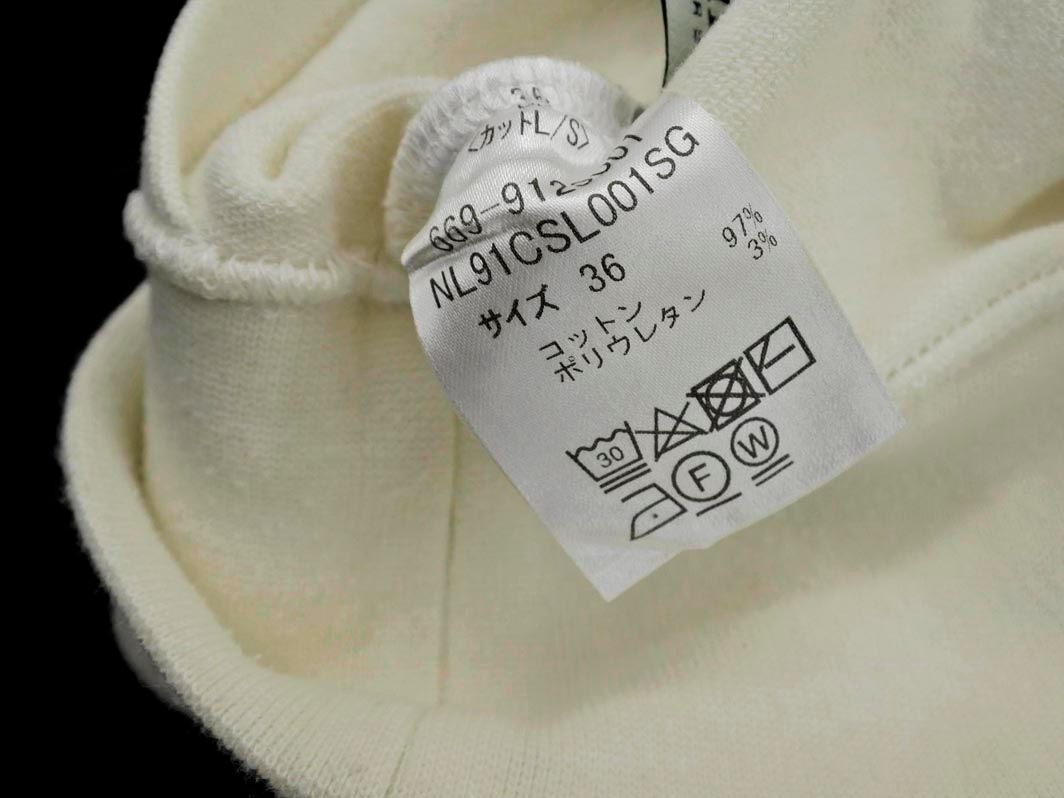 36
<カットL/S>
NL91CSL001SG
サイズ 36
コットン 97%
ポリウレタン 3%
30
F W